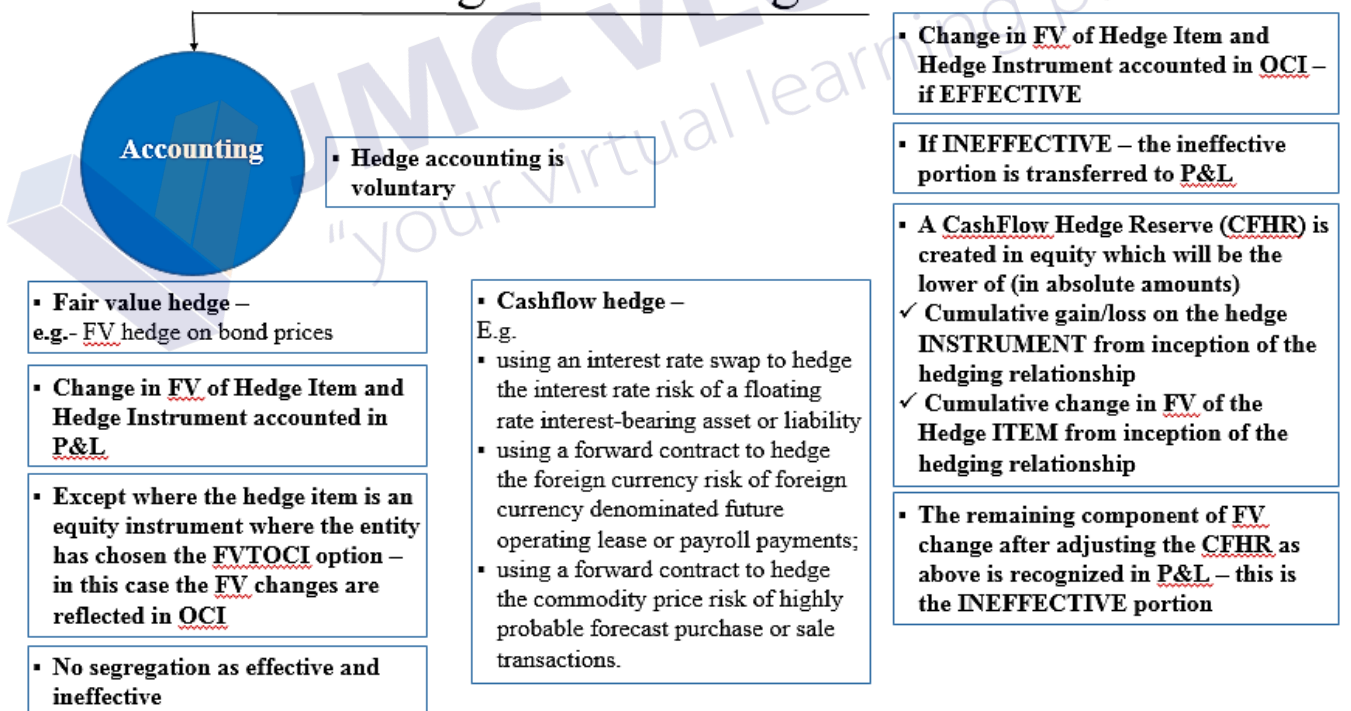 Accounting
▪ Hedge accounting is
voluntary
▪ Fair value hedge –
e.g.- FV hedge on bond prices
▪ Change in FV of Hedge Item and
Hedge Instrument accounted in
P&L
▪ Except where the hedge item is an
equity instrument where the entity
has chosen the FVTOCI option –
in this case the FV changes are
reflected in OCI
▪ No segregation as effective and
ineffective
▪ Cashflow hedge –
E.g.
▪ using an interest rate swap to hedge
the interest rate risk of a floating
rate interest-bearing asset or liability
▪ using a forward contract to hedge
the foreign currency risk of foreign
currency denominated future
operating lease or payroll payments;
▪ using a forward contract to hedge
the commodity price risk of highly
probable forecast purchase or sale
transactions.
▪ Change in FV of Hedge Item and
Hedge Instrument accounted in OCI –
if EFFECTIVE
▪ If INEFFECTIVE – the ineffective
portion is transferred to P&L
▪ A CashFlow Hedge Reserve (CFHR) is
created in equity which will be the
lower of (in absolute amounts)
✓ Cumulative gain/loss on the hedge
INSTRUMENT from inception of the
hedging relationship
✓ Cumulative change in FV of the
Hedge ITEM from inception of the
hedging relationship
▪ The remaining component of FV
change after adjusting the CFHR as
above is recognized in P&L – this is
the INEFFECTIVE portion
JMC
"your virtual learning